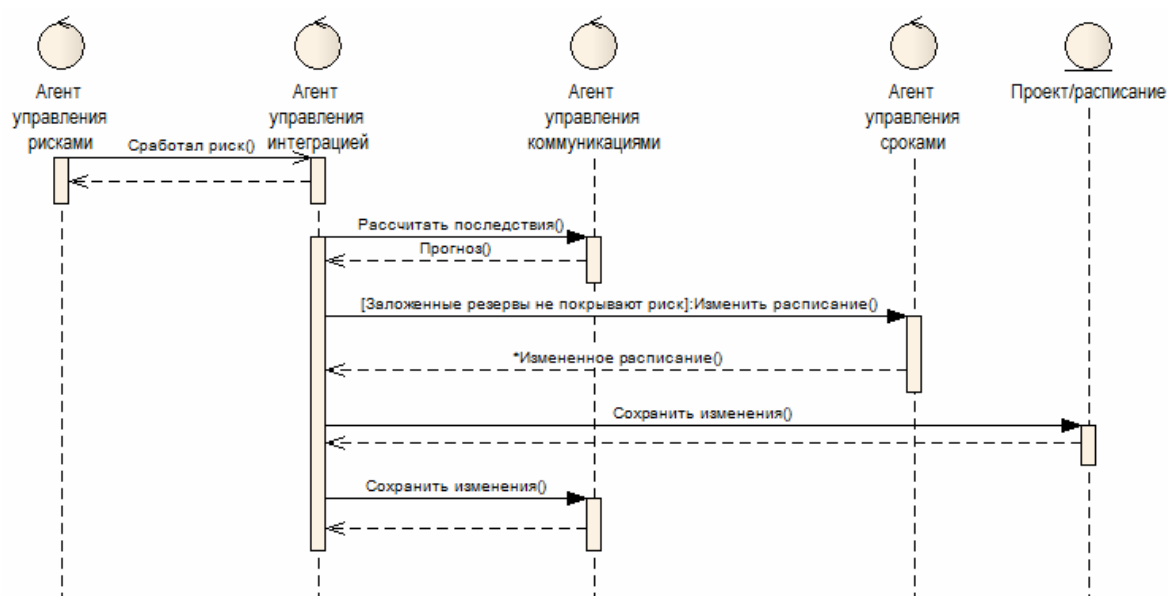 Агент
управления
рисками
Агент
управления
интеграцией
Агент
управления
коммуникациями
Агент
управления
сроками
Проект/расписание
Сработал риск()
Рассчитать последствия()
Прогноз()
[Заложенные резервы не покрывают риск]:Изменить расписание()
*Измененное расписание()
Сохранить изменения()
Сохранить изменения()